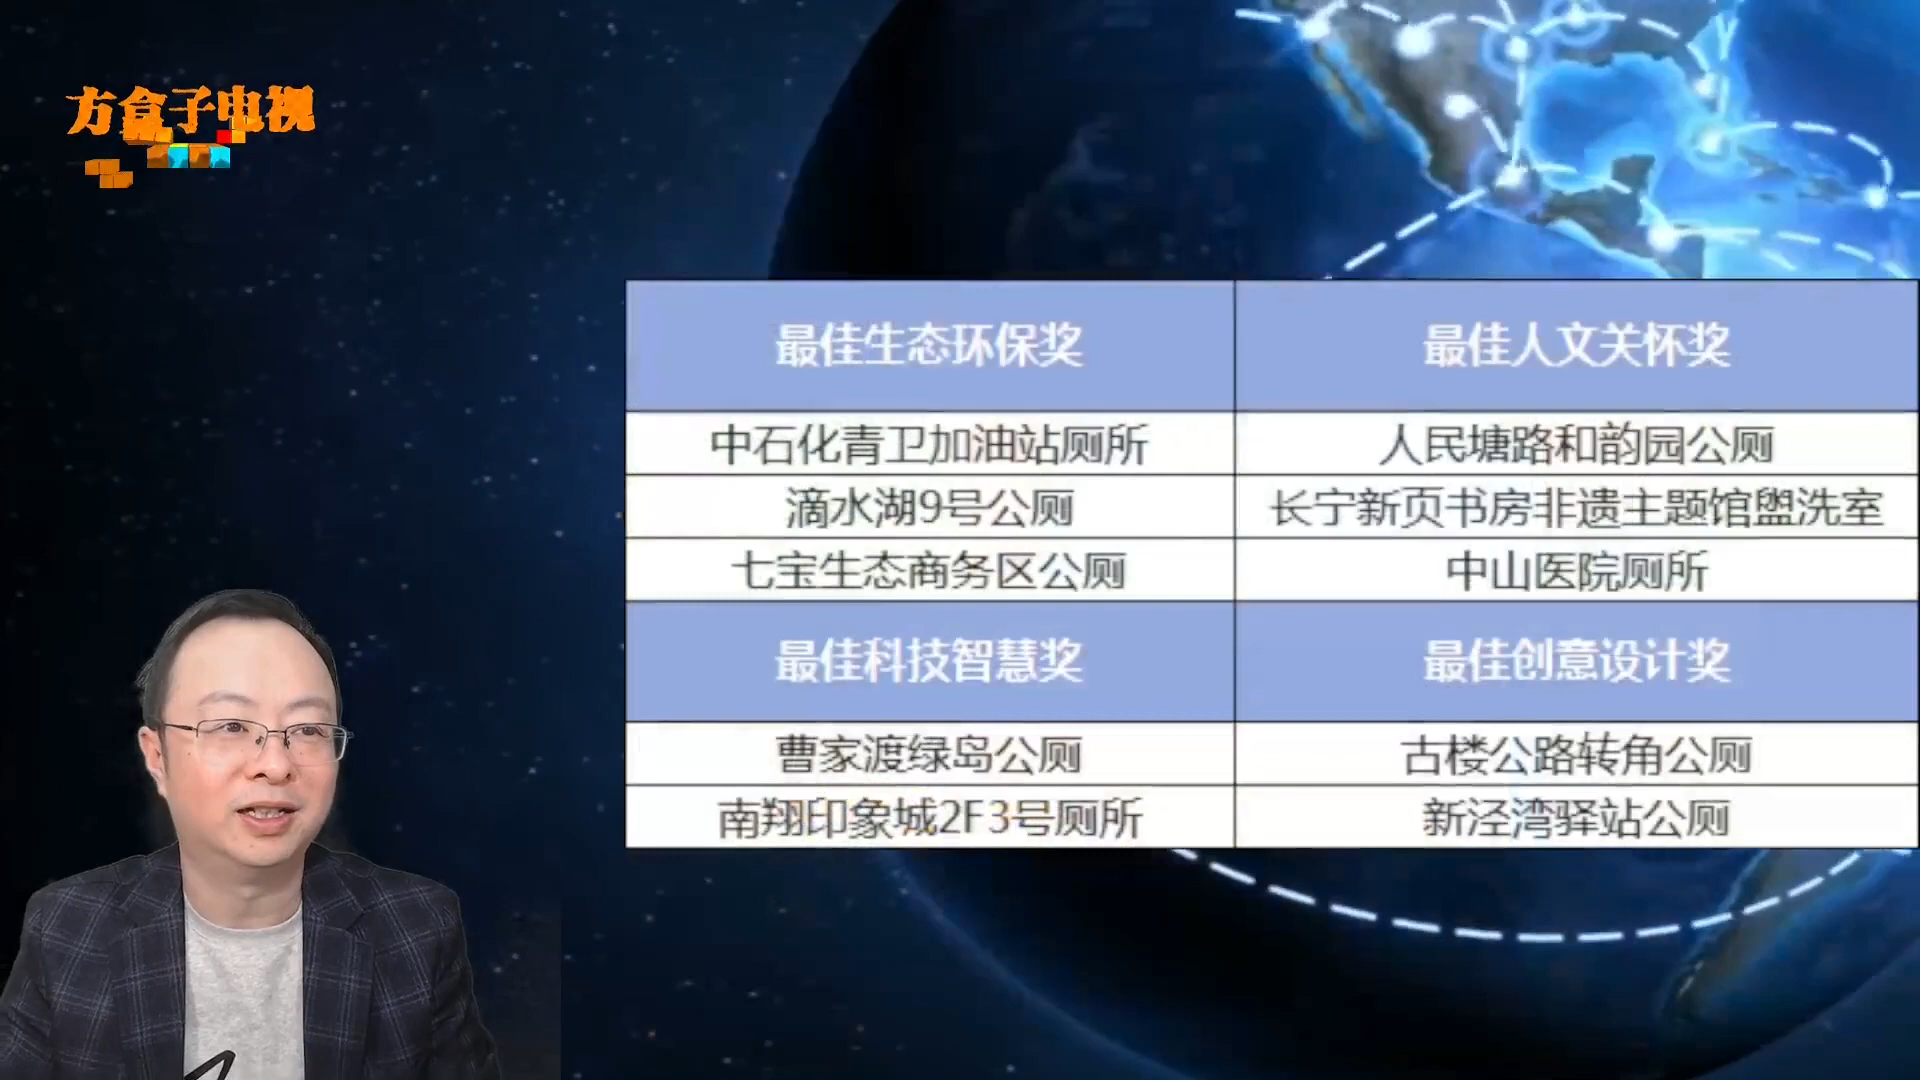 方盒子电视
最佳生态环保奖
最佳人文关怀奖
中石化青卫加油站厕所
人民塘路和韵园公厕
滴水湖9号公厕
长宁新页书房非遗主题馆盥洗室
七宝生态商务区公厕
中山医院厕所
最佳科技智慧奖
最佳创意设计奖
曹家渡绿岛公厕
古楼公路转角公厕
南翔印象城2F3号厕所
新泾湾驿站公厕